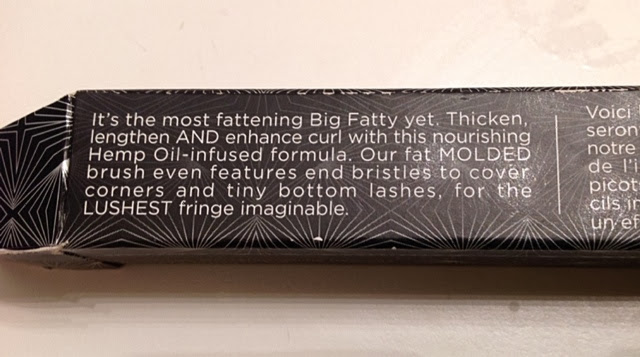 It's the most fattening Big Fatty yet. Thicken,
lengthen AND enhance curl with this nourishing
Hemp Oil-infused formula. Our fat MOLDED
brush even features end bristles to cover
corners and tiny bottom lashes, for the
LUSHEST fringe imaginable.
Voici
seron
notre
de l'i
picot
cils in
un ef